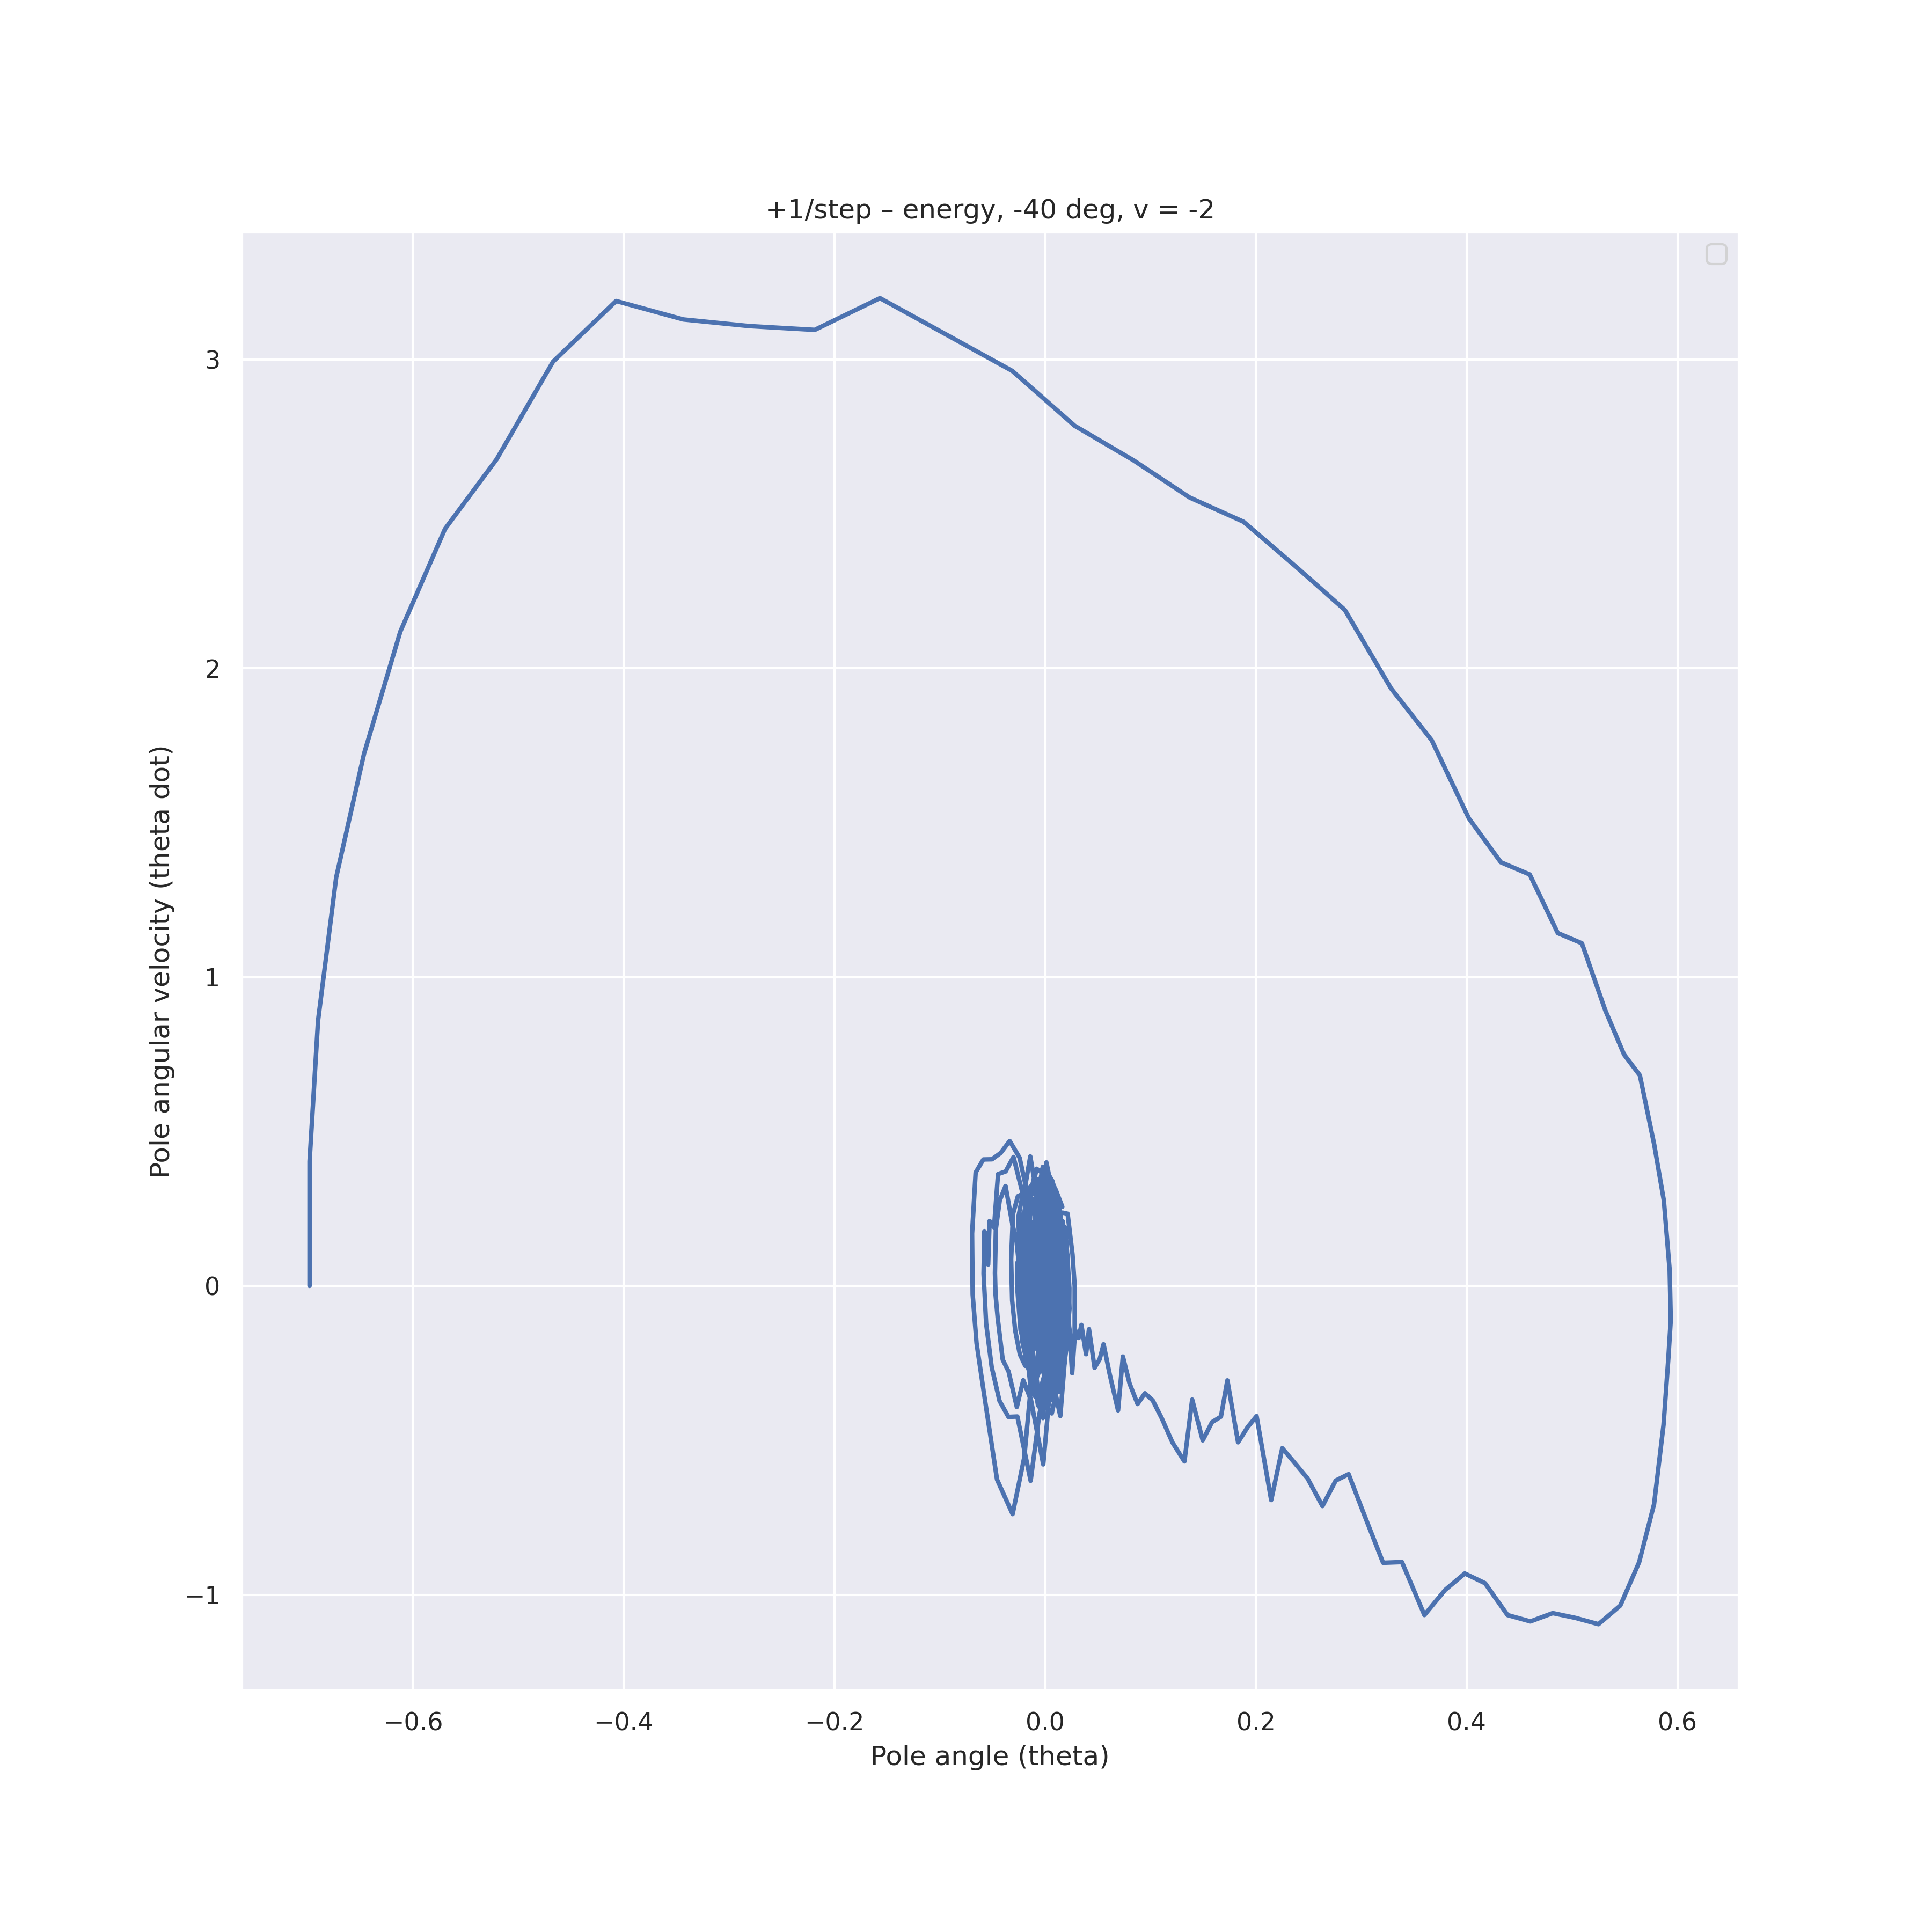 +1/step – energy, -40 deg, v = -2
3
2
1
0
−1
Pole angular velocity (theta dot)
−0.6 −0.4 −0.2 0.0 0.2 0.4 0.6
Pole angle (theta)